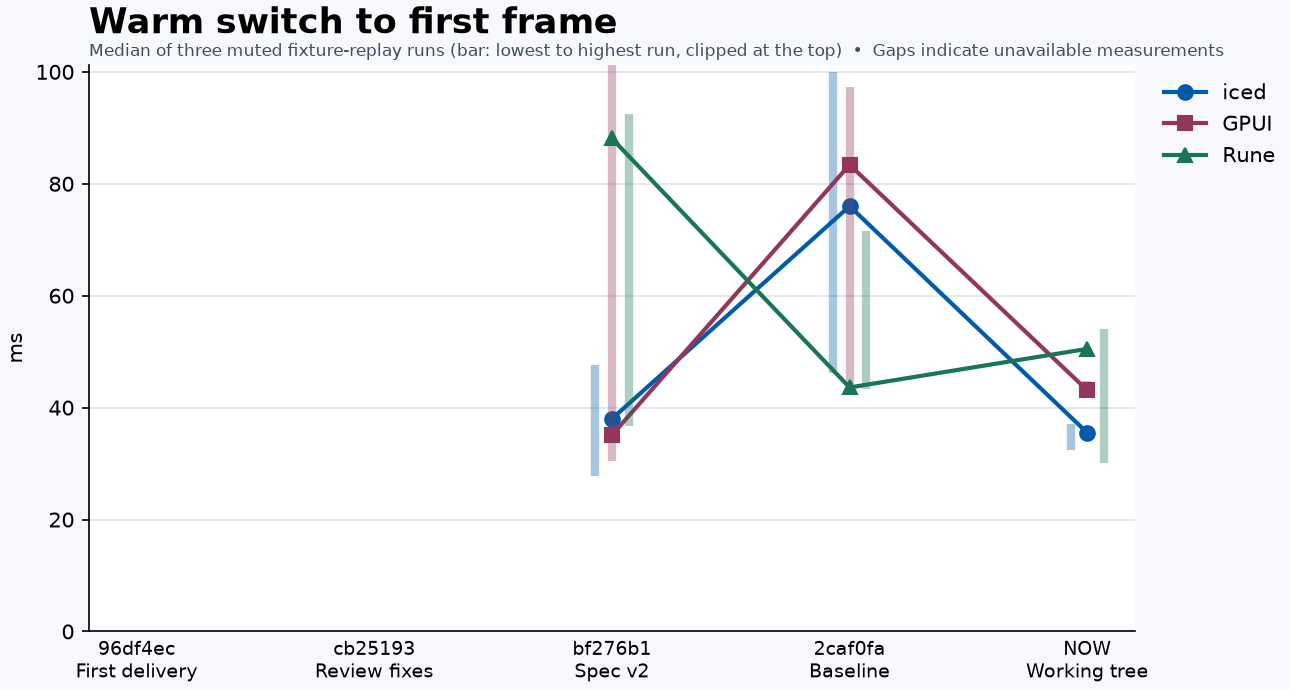 Warm switch to first frame
Median of three muted fixture-replay runs (bar: lowest to highest run, clipped at the top)  •  Gaps indicate unavailable measurements
100
80
60
40
20
0
ms
iced
GPUI
Rune
96df4ec
First delivery
cb25193
Review fixes
bf276b1
Spec v2
2caf0fa
Baseline
NOW
Working tree